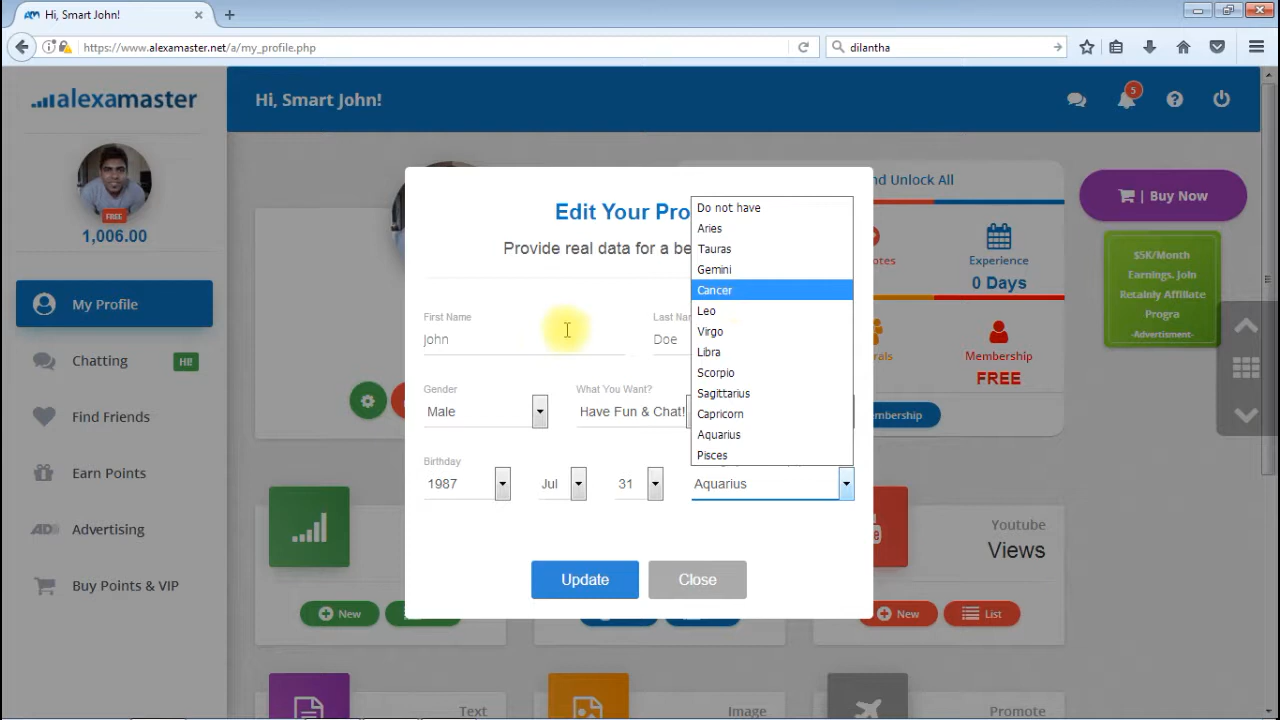 Hi, Smart John!
https://www.alexamaster.net/a/my_profile.php
dilantha
alexamaster
Hi, Smart John!
5
FREE
1,006.00
My Profile
Chatting
HI!
Find Friends
Earn Points
AD
Advertising
Buy Points & VIP
nd Unlock All
Buy Now
$5K/Month
Earnings. Join
Retainly Affiliate
Progra
-Advertisment-
otes
Experience
0 Days
rrals
Membership
FREE
embership
Edit Your Pro
Provide real data for a be
First Name
John
Last Na
Doe
Gender
Male
What You Want?
Have Fun & Chat!
Birthday
1987
Jul
31
Aquarius
Do not have
Aries
Tauras
Gemini
Cancer
Leo
Virgo
Libra
Scorpio
Sagittarius
Capricorn
Aquarius
Pisces
Update
Close
Youtube
Views
New
New
List
Text
Image
Promote